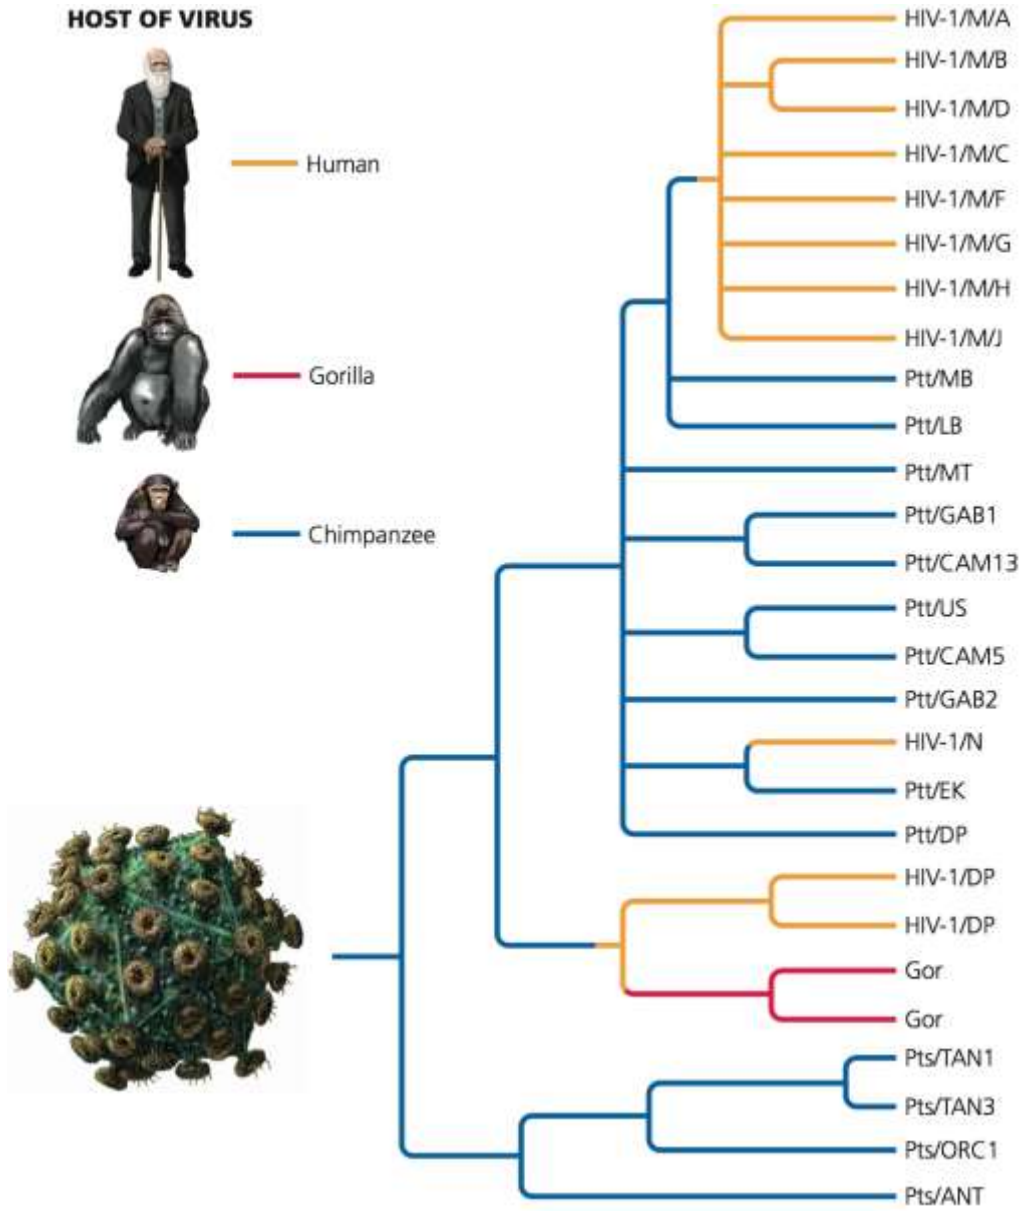 HOST OF VIRUS
Human
Gorilla
Chimpanzee
HIV-1/M/A
HIV-1/M/B
HIV-1/M/D
HIV-1/M/C
HIV-1/M/F
HIV-1/M/G
HIV-1/M/H
HIV-1/M/J
Ptt/MB
Ptt/LB
Ptt/MT
Ptt/GAB1
Ptt/CAM13
Ptt/US
Ptt/CAM5
Ptt/GAB2
HIV-1/N
Ptt/EK
Ptt/DP
HIV-1/DP
HIV-1/DP
Gor
Gor
Pts/TAN1
Pts/TAN3
Pts/ORC1
Pts/ANT